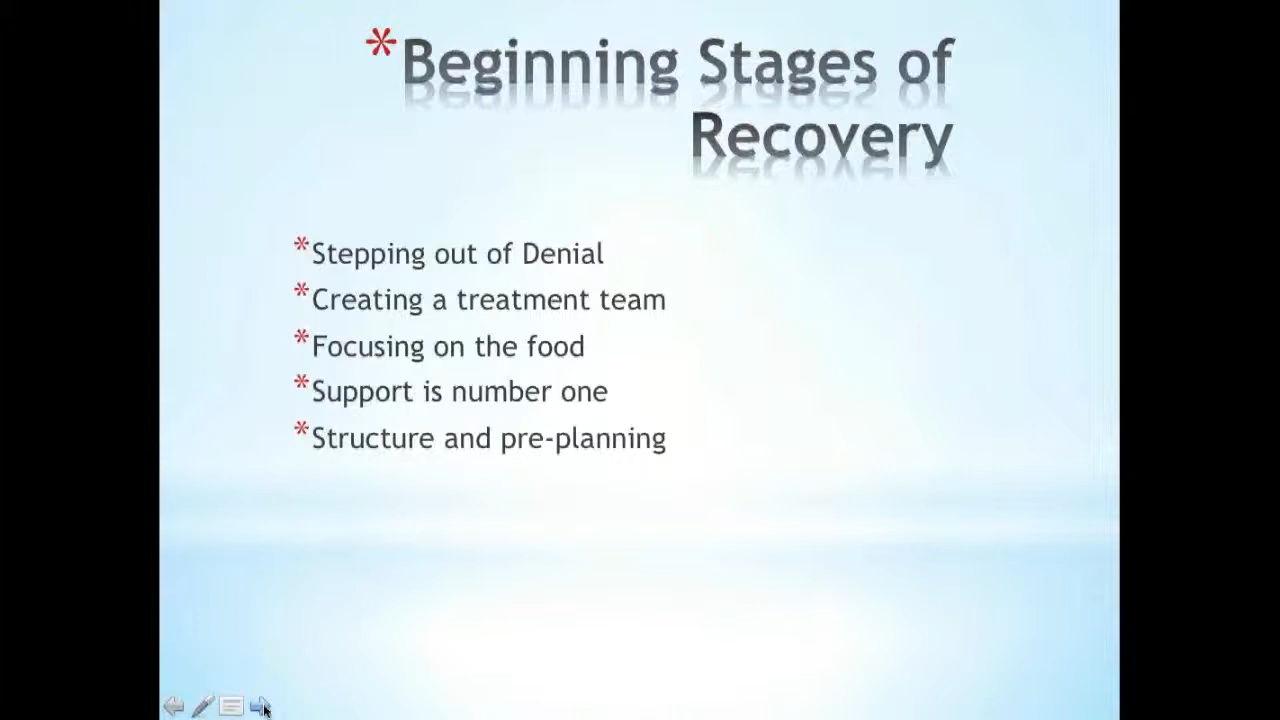 *Beginning Stages of
Recovery
*Stepping out of Denial
*Creating a treatment team
*Focusing on the food
*Support is number one
*Structure and pre-planning